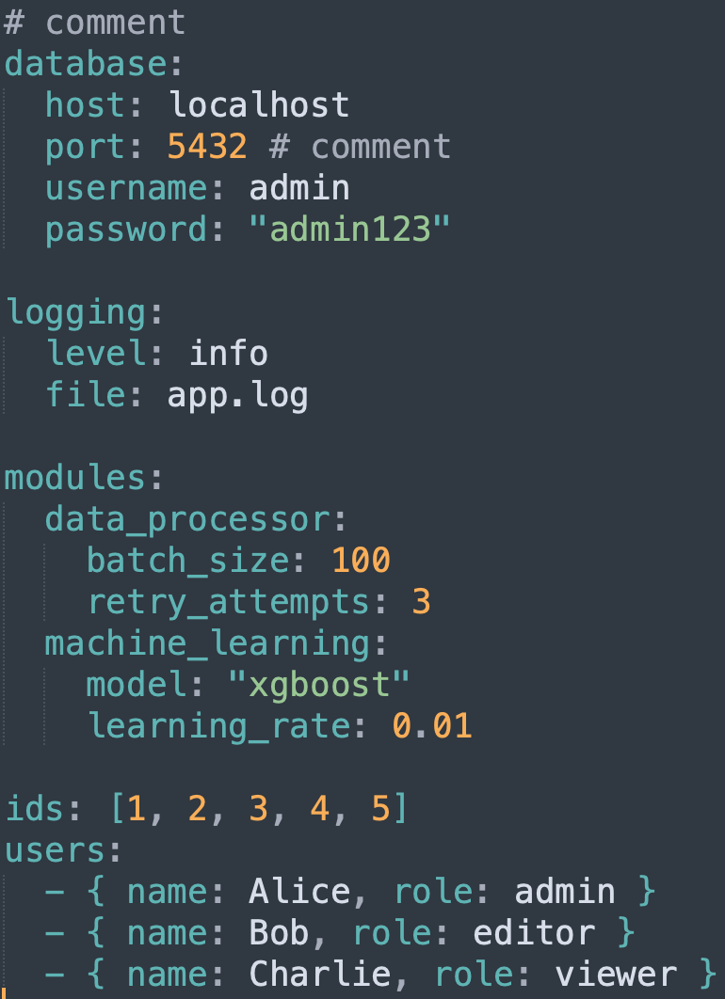 # comment
database:
  host: localhost
  port: 5432 # comment
  username: admin
  password: "admin123"

logging:
  level: info
  file: app.log

modules:
  data_processor:
    batch_size: 100
    retry_attempts: 3
  machine_learning:
    model: "xgboost"
    learning_rate: 0.01

ids: [1, 2, 3, 4, 5]
users:
  - { name: Alice, role: admin }
  - { name: Bob, role: editor }
  - { name: Charlie, role: viewer }